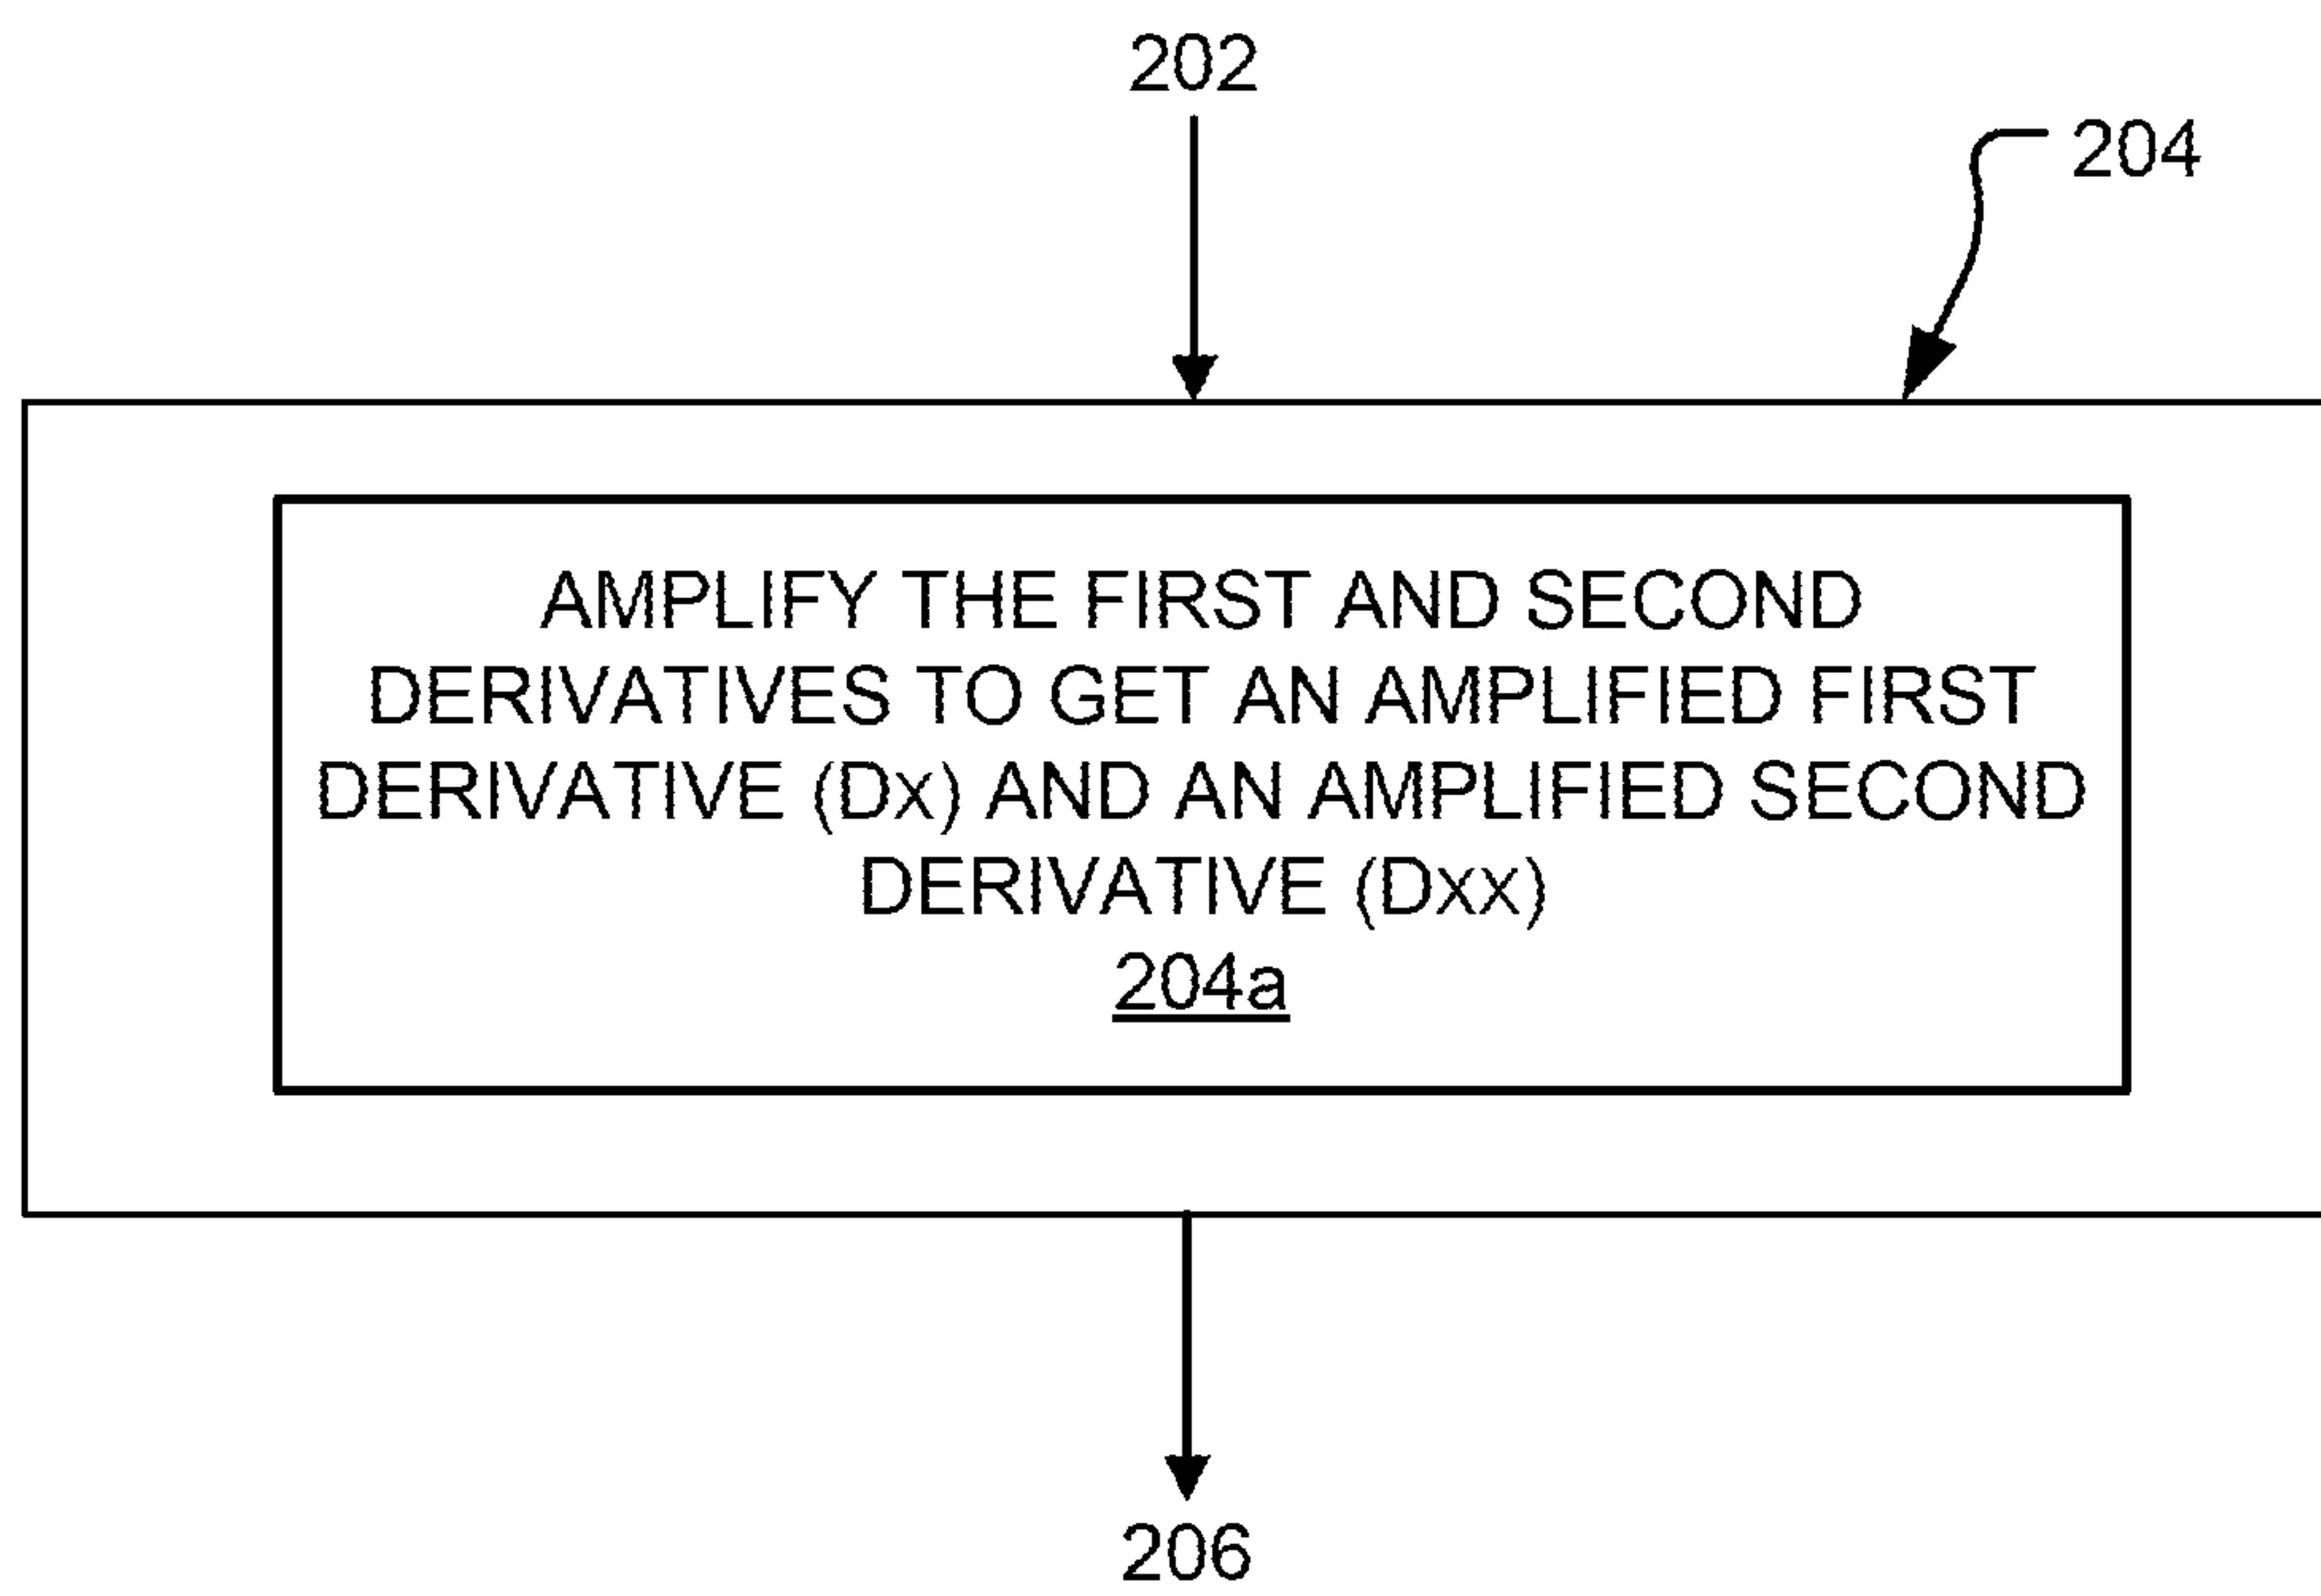 202
204
AMPLIFY THE FIRST AND SECOND
DERIVATIVES TO GET AN AMPLIFIED FIRST
DERIVATIVE (DX) AND AN AMPLIFIED SECOND
DERIVATIVE (DXX)
204a
206